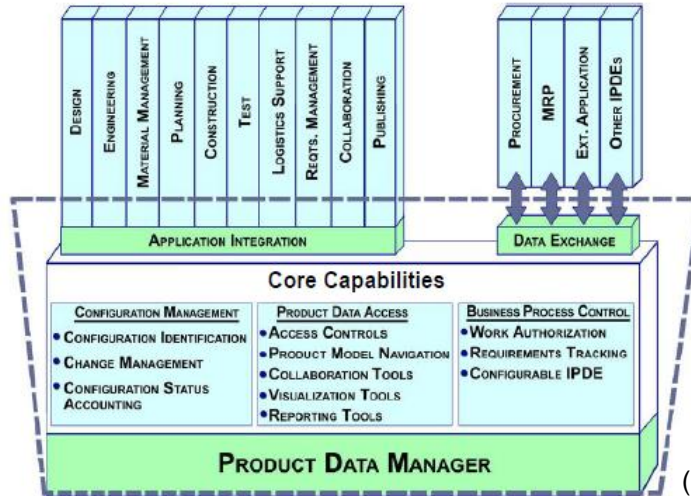 DESIGN
ENGINEERING
MATERIAL MANAGEMENT
PLANNING
CONSTRUCTION
TEST
LOGISTICS SUPPORT
REQTS. MANAGEMENT
COLLABORATION
PUBLISHING
PROCUREMENT
MRP
EXT. APPLICATION
OTHER IPDES
APPLICATION INTEGRATION
DATA EXCHANGE
Core Capabilities
CONFIGURATION MANAGEMENT
• CONFIGURATION IDENTIFICATION
• CHANGE MANAGEMENT
• CONFIGURATION STATUS
ACCOUNTING
PRODUCT DATA ACCESS
• ACCESS CONTROLS
• PRODUCT MODEL NAVIGATION
• COLLABORATION TOOLS
• VISUALIZATION TOOLS
• REPORTING TOOLS
BUSINESS PROCESS CONTROL
• WORK AUTHORIZATION
• REQUIREMENTS TRACKING
• CONFIGURABLE IPDE
PRODUCT DATA MANAGER
(